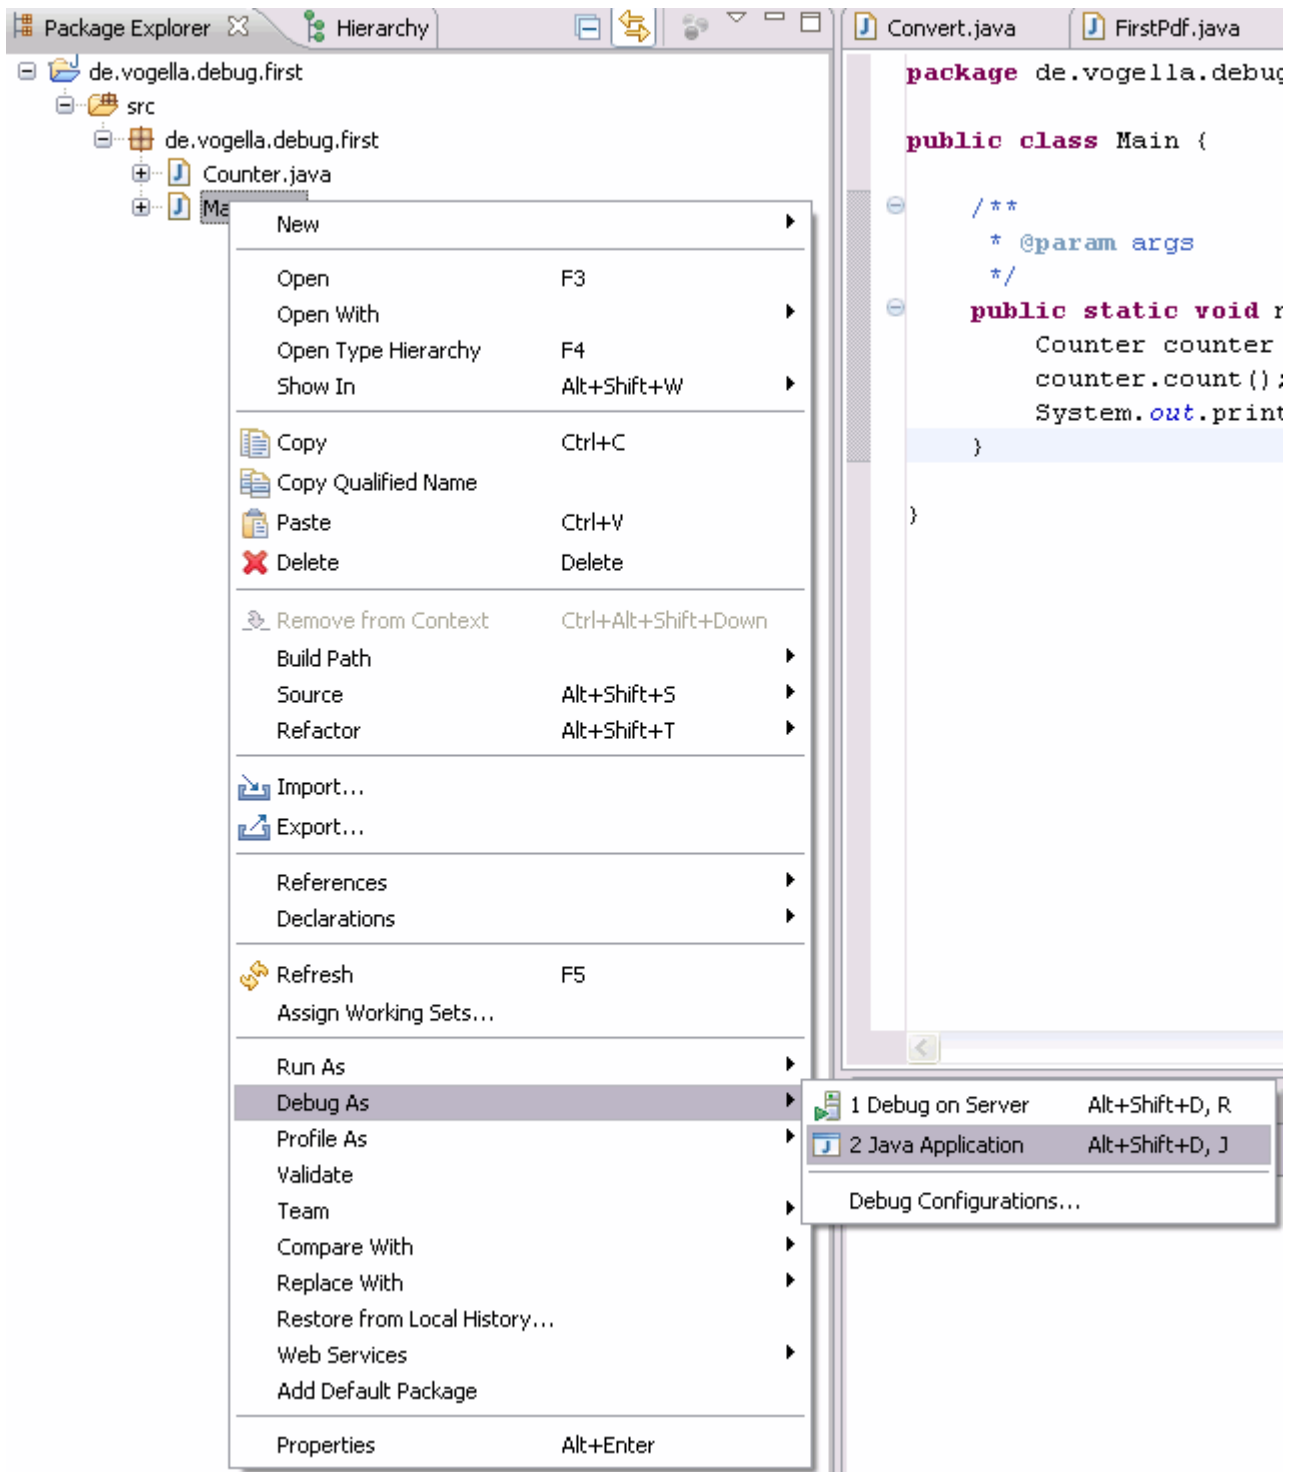 Package Explorer Hierarchy
de.vogella.debug.first
src
de.vogella.debug.first
Counter.java
Ma
New
Open F3
Open With
Open Type Hierarchy F4
Show In Alt+Shift+W
Copy Ctrl+C
Copy Qualified Name
Paste Ctrl+V
Delete Delete
Remove from Context Ctrl+Alt+Shift+Down
Build Path
Source Alt+Shift+S
Refactor Alt+Shift+T
Import...
Export...
References
Declarations
Refresh F5
Assign Working Sets...
Run As
Debug As
Profile As
Validate
Team
Compare With
Replace With
Restore from Local History...
Web Services
Add Default Package
Properties Alt+Enter
1 Debug on Server Alt+Shift+D, R
2 Java Application Alt+Shift+D, J
Debug Configurations...
Convert.java FirstPdf.java
package de.vogella.debug
public class Main {
/**
* @param args
*/
public static void
Counter counter
counter.count();
System.out.print
}
}